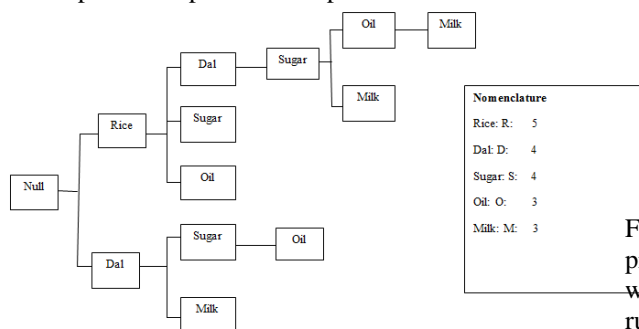 Oil Milk
Dal Sugar
Milk
Rice Sugar
Oil
Null
Sugar Oil
Dal
Milk
Nomenclature
Rice: R: 5
Dal: D: 4
Sugar: S: 4
Oil: O: 3
Milk: M: 3